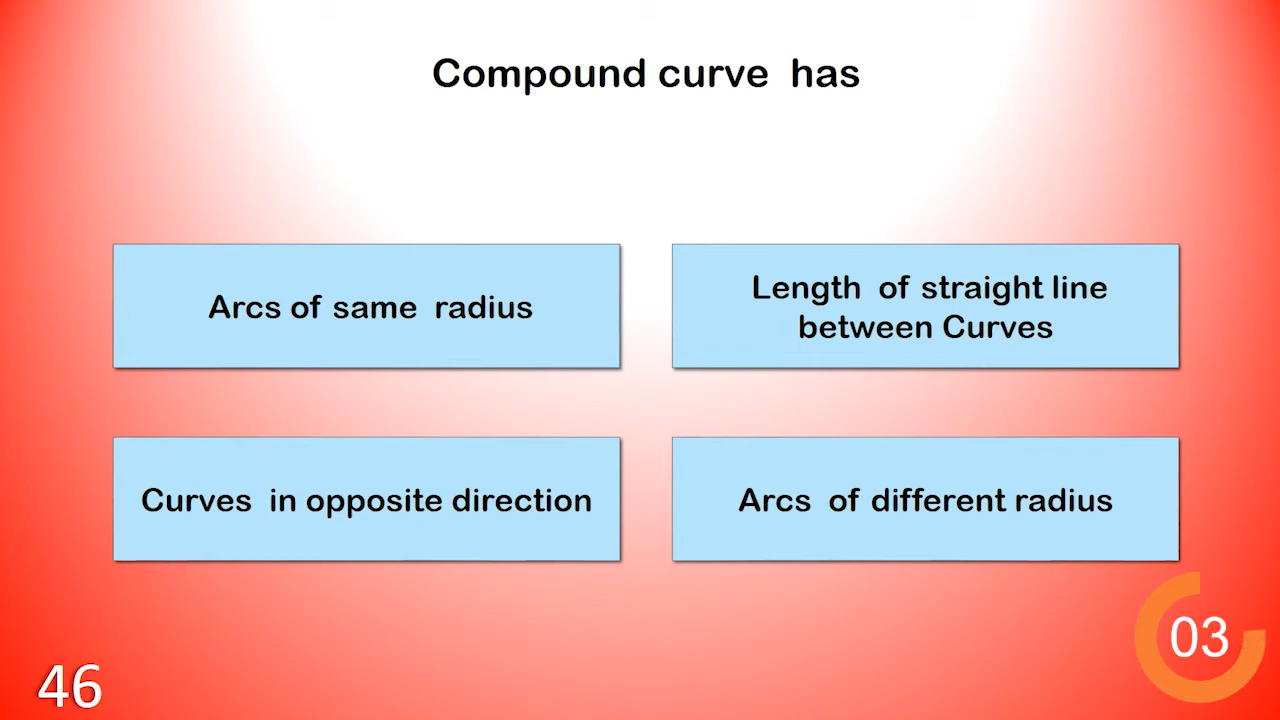 Compound curve has
Arcs of same radius
Length of straight line
between Curves
Curves in opposite direction
Arcs of different radius
03
46